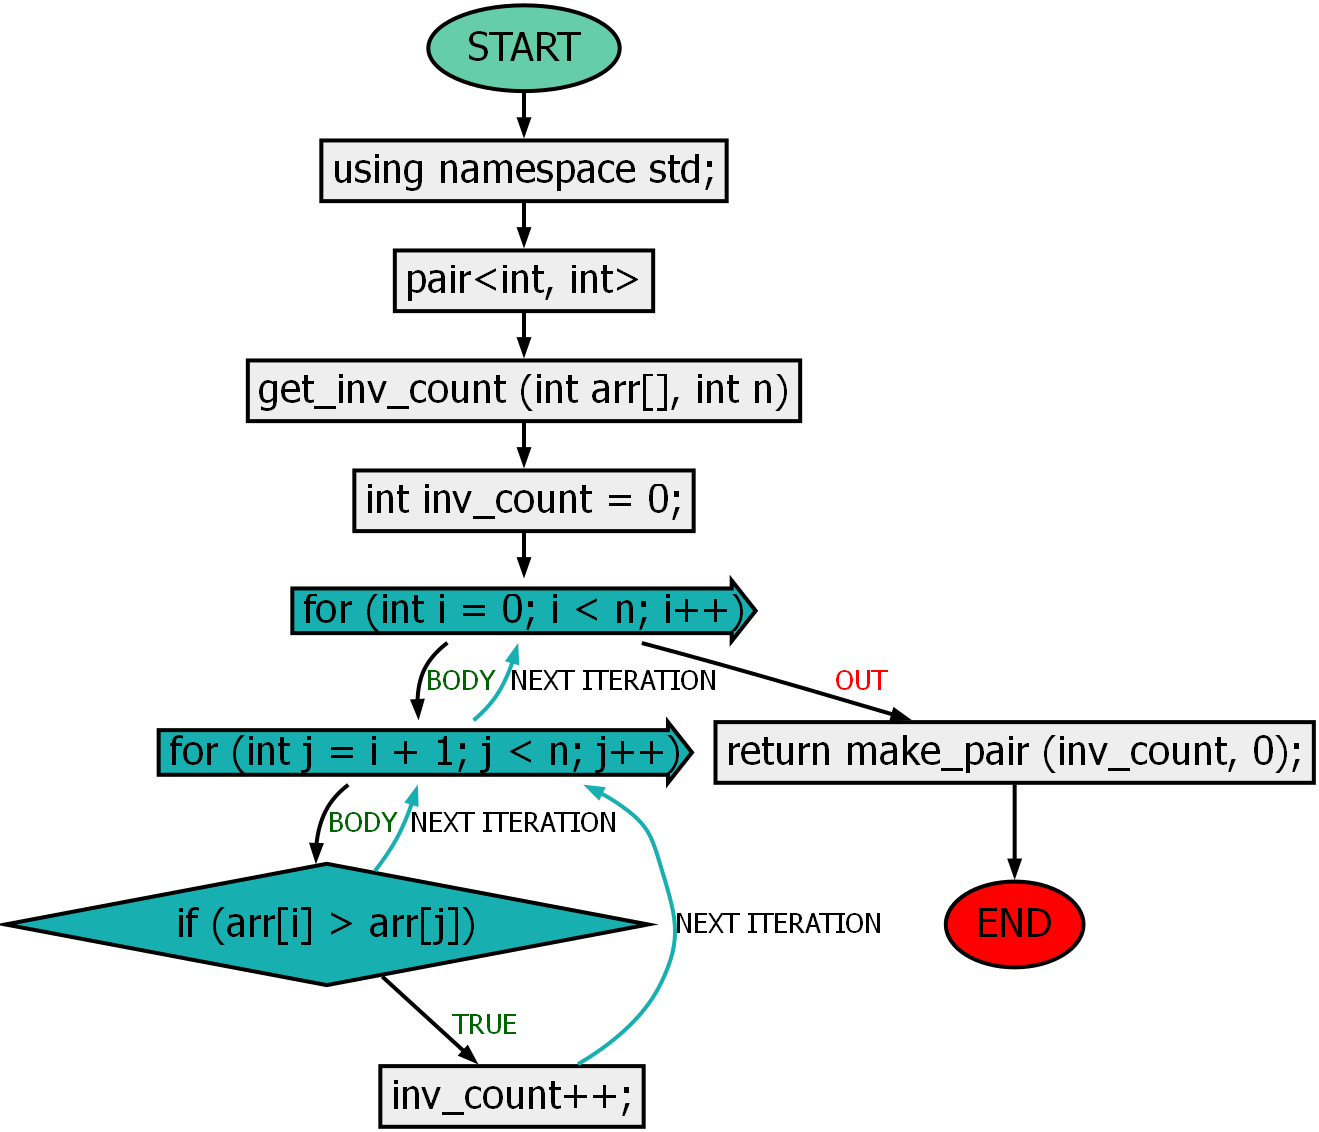 START
using namespace std;
pair<int, int>
get_inv_count (int arr[], int n)
int inv_count = 0;
for (int i = 0; i < n; i++)
BODY
NEXT ITERATION
OUT
for (int j = i + 1; j < n; j++)
return make_pair (inv_count, 0);
BODY
NEXT ITERATION
if (arr[i] > arr[j])
NEXT ITERATION
END
TRUE
inv_count++;